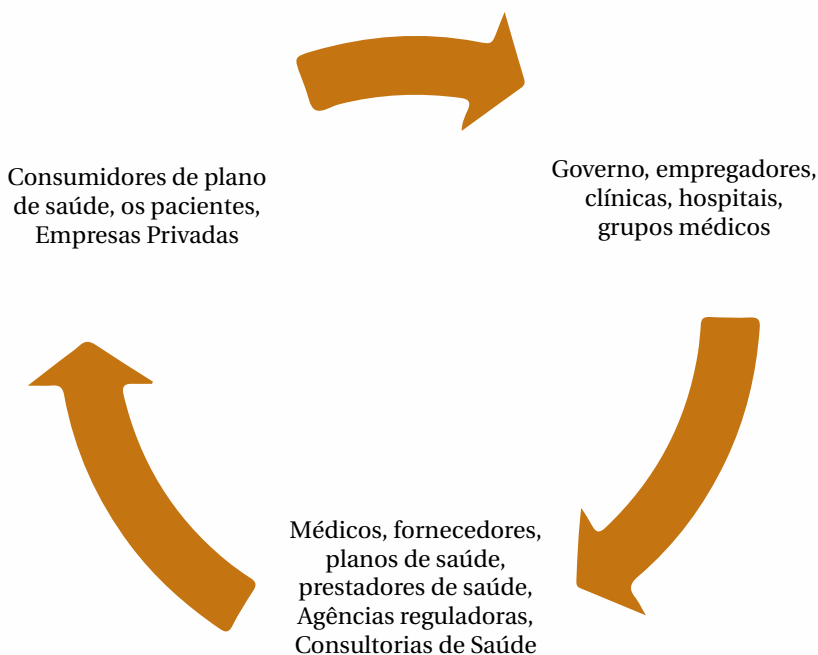 Consumidores de plano
de saúde, os pacientes,
Empresas Privadas
Governo, empregadores,
clínicas, hospitais,
grupos médicos
Médicos, fornecedores,
planos de saúde,
prestadores de saúde,
Agências reguladoras,
Consultorias de Saúde